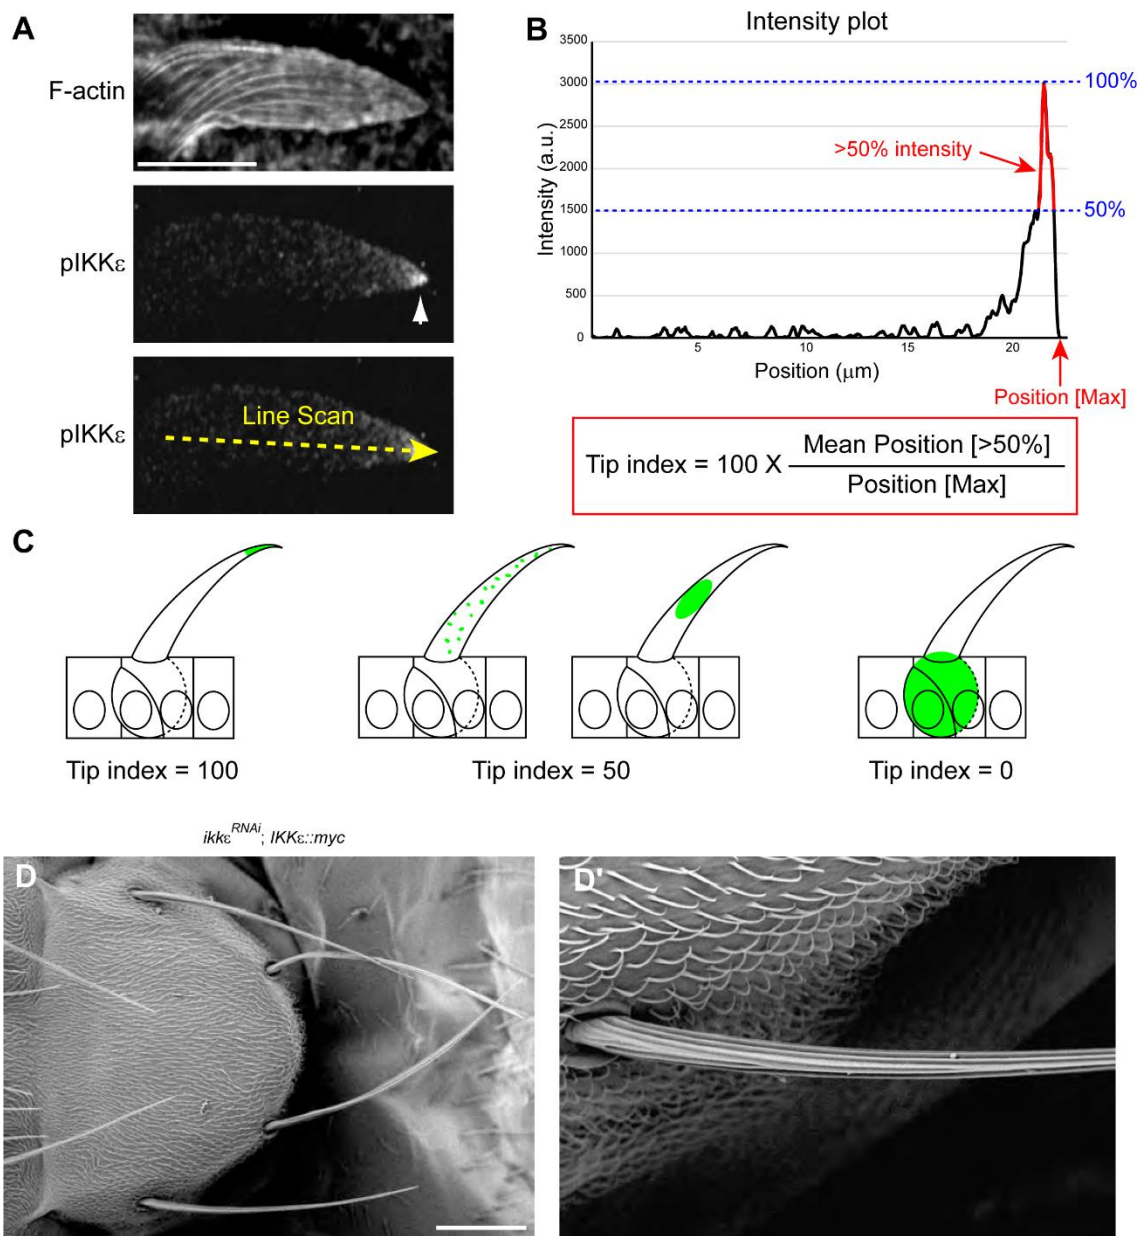 A
F-actin
pIKKε
pIKKε
Line Scan
B
Intensity plot
Intensity (a.u.)
3500
3000
2500
2000
1500
1000
500
0
5
10
15
20
Position (μm)
100%
50%
>50% intensity
Position [Max]
Tip index = 100 X Mean Position [>50%]
Position [Max]
C
Tip index = 100
Tip index = 50
Tip index = 0
ikkε^RNAi; IKKε::myc
D
D'